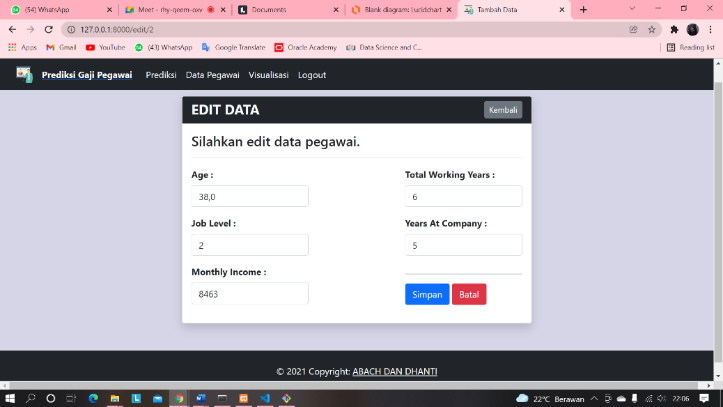 (54) WhatsApp
Meet - rhy-qnem-oxv
Documents
Blank diagram: Lucidchart
Tambah Data
127.0.0.1:8000/edit/2
Apps
Gmail
YouTube
(43) WhatsApp
Google Translate
Oracle Academy
Data Science and C...
Reading list
Prediksi Gaji Pegawai
Prediksi
Data Pegawai
Visualisasi
Logout
EDIT DATA
Kembali
Silahkan edit data pegawai.
Age :
Total Working Years :
38,0
6
Job Level :
Years At Company :
2
5
Monthly Income :
8463
Simpan
Batal
© 2021 Copyright: ABACH DAN DHANTI
22°C Berawan
22:06